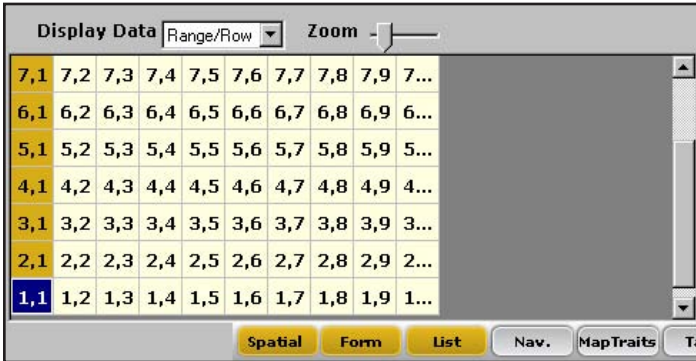 Display Data Range/Row Zoom
7,1 7,2 7,3 7,4 7,5 7,6 7,7 7,8 7,9 7...
6,1 6,2 6,3 6,4 6,5 6,6 6,7 6,8 6,9 6...
5,1 5,2 5,3 5,4 5,5 5,6 5,7 5,8 5,9 5...
4,1 4,2 4,3 4,4 4,5 4,6 4,7 4,8 4,9 4...
3,1 3,2 3,3 3,4 3,5 3,6 3,7 3,8 3,9 3...
2,1 2,2 2,3 2,4 2,5 2,6 2,7 2,8 2,9 2...
1,1 1,2 1,3 1,4 1,5 1,6 1,7 1,8 1,9 1...
Spatial Form List Nav. MapTraits